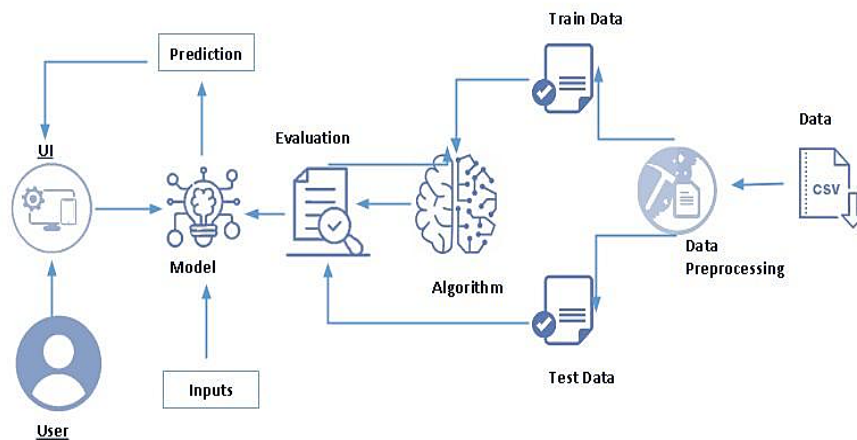 Train Data
Prediction
Data
UI
Evaluation
CSV
Model
Algorithm
Data
Preprocessing
Inputs
Test Data
User